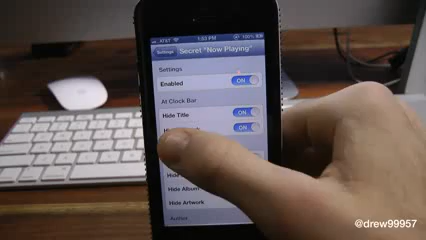 AT&T 1:03 PM
Settings Secret "Now Playing"
Settings
Enabled ON
At Clock Bar
Hide Title ON
ON
Hide Album
Hide Artwork
Author
@drew99957